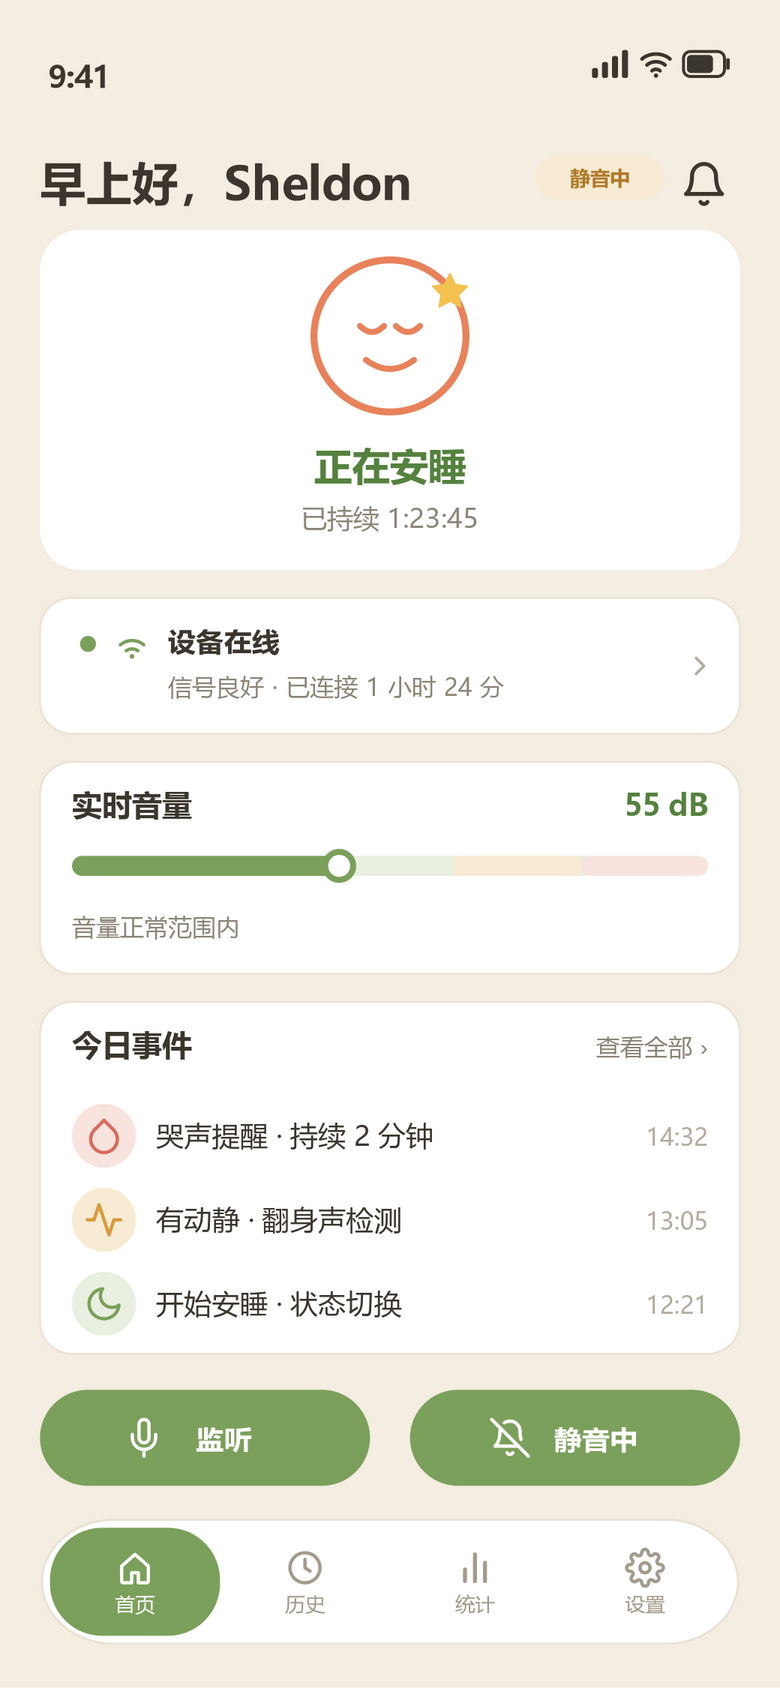 9:41
早上好，Sheldon
静音中
正在安睡
已持续 1:23:45
设备在线
信号良好 · 已连接 1 小时 24 分
实时音量
55 dB
音量正常范围内
今日事件
查看全部 ›
哭声提醒 · 持续 2 分钟
14:32
有动静 · 翻身声检测
13:05
开始安睡 · 状态切换
12:21
监听
静音中
首页
历史
统计
设置